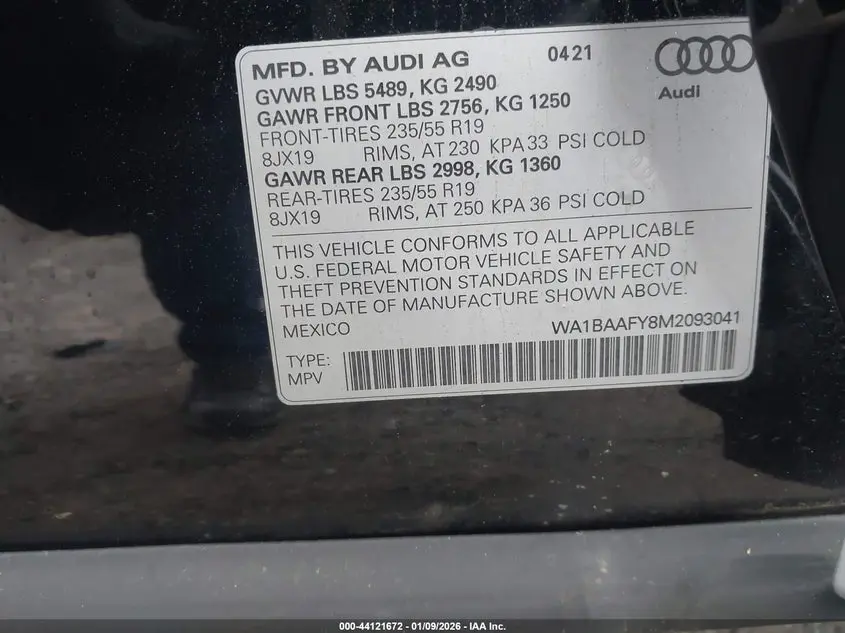 MFD. BY AUDI AG 0421
Audi
GVWR LBS 5489, KG 2490
GAWR FRONT LBS 2756, KG 1250
FRONT-TIRES 235/55 R19
8JX19 RIMS, AT 230 KPA 33 PSI COLD
GAWR REAR LBS 2998, KG 1360
REAR-TIRES 235/55 R19
8JX19 RIMS, AT 250 KPA 36 PSI COLD
THIS VEHICLE CONFORMS TO ALL APPLICABLE
U.S. FEDERAL MOTOR VEHICLE SAFETY AND
THEFT PREVENTION STANDARDS IN EFFECT ON
THE DATE OF MANUFACTURE SHOWN ABOVE.
MEXICO WA1BAAFY8M2093041
TYPE:
MPV
000-44121672 | 01/09/2026 - IAA Inc.